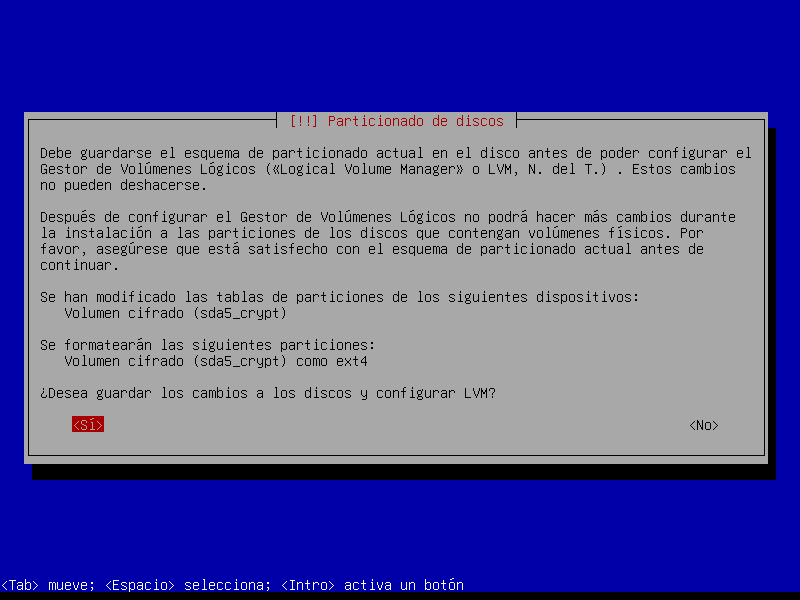 [!!] Particionado de discos
Debe guardarse el esquema de particionado actual en el disco antes de poder configurar el
Gestor de Volúmenes Lógicos («Logical Volume Manager» o LVM, N. del T.) . Estos cambios
no pueden deshacerse.
Después de configurar el Gestor de Volúmenes Lógicos no podrá hacer más cambios durante
la instalación a las particiones de los discos que contengan volúmenes físicos. Por
favor, asegúrese que está satisfecho con el esquema de particionado actual antes de
continuar.
Se han modificado las tablas de particiones de los siguientes dispositivos:
Volumen cifrado (sda5_crypt)
Se formatearán las siguientes particiones:
Volumen cifrado (sda5_crypt) como ext4
¿Desea guardar los cambios a los discos y configurar LVM?
<Sí> <No>
<Tab> mueve; <Espacio> selecciona; <Intro> activa un botón